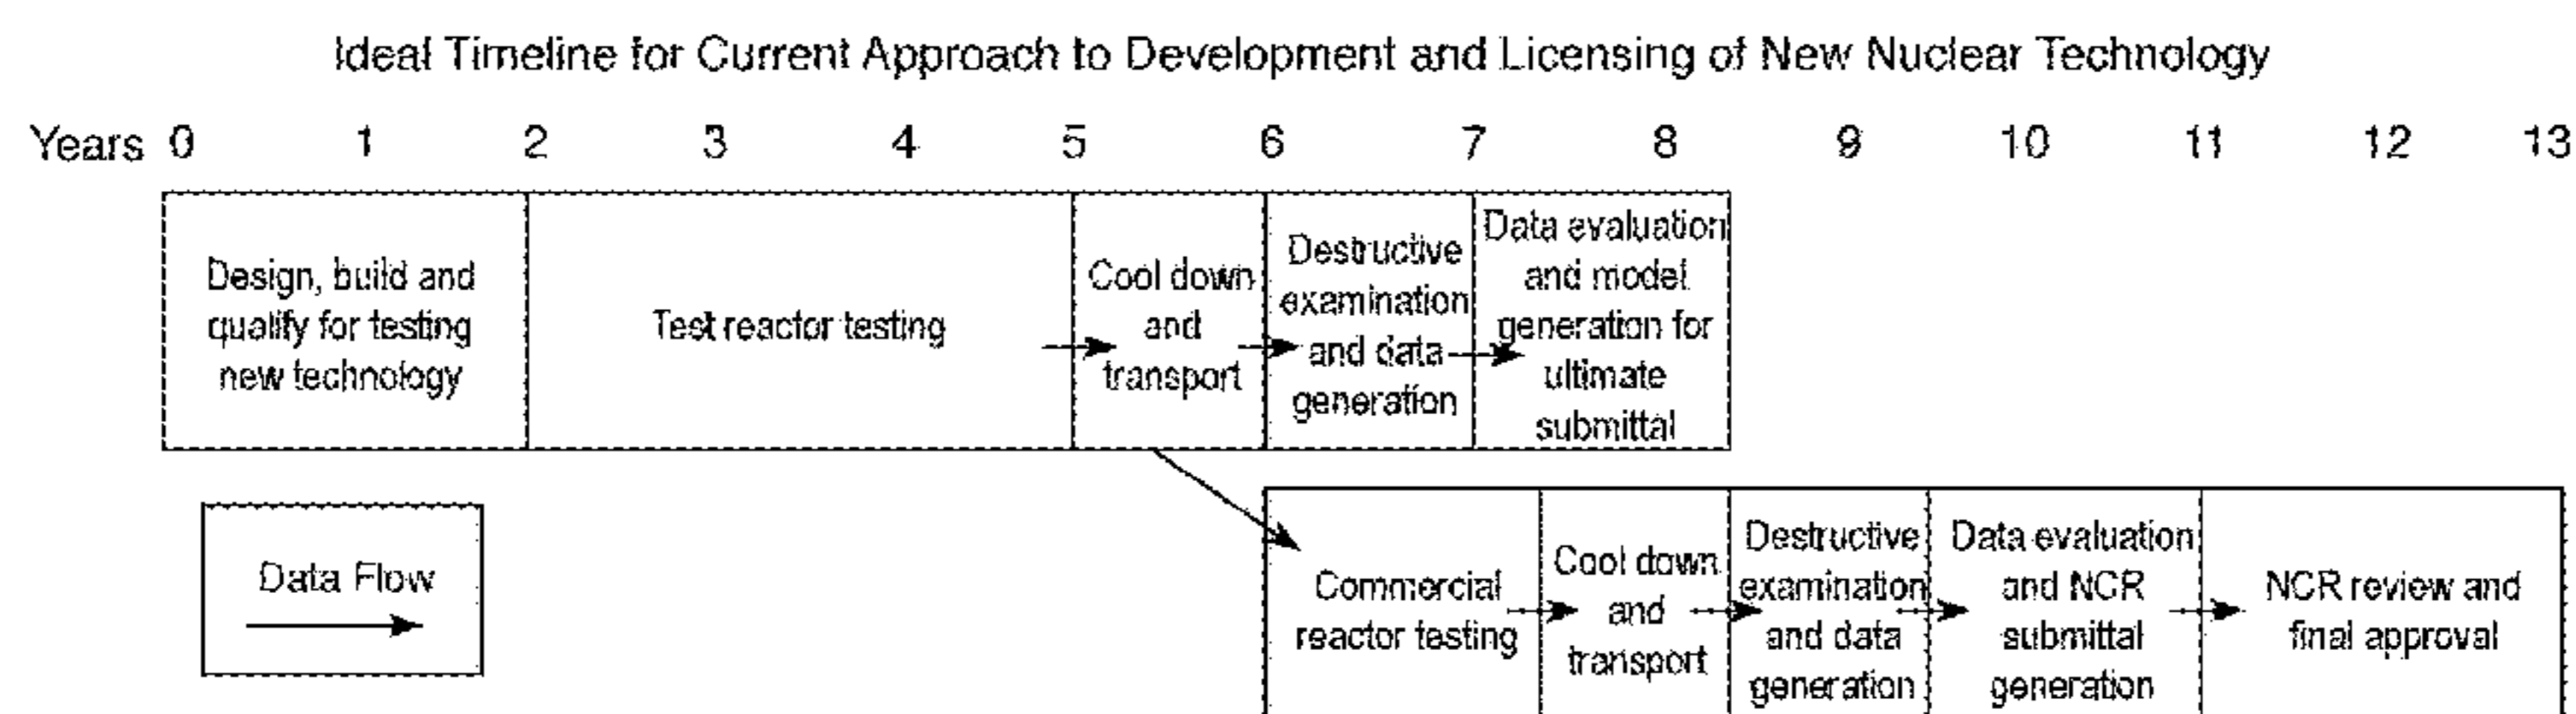 Ideal Timeline for Current Approach to Development and Licensing of New Nuclear Technology
Years 0 1 2 3 4 5 6 7 8 9 10 11 12 13
Design, build and
qualify for testing
new technology
Test reactor testing
Cool down
and
transport
Destructive
examination
and data
generation
Data evaluation
and model
generation for
ultimate
submittal
Data Flow
Commercial
reactor testing
Cool down
and
transport
Destructive
examination
and data
generation
Data evaluation
and NCR
submittal
generation
NCR review and
final approval